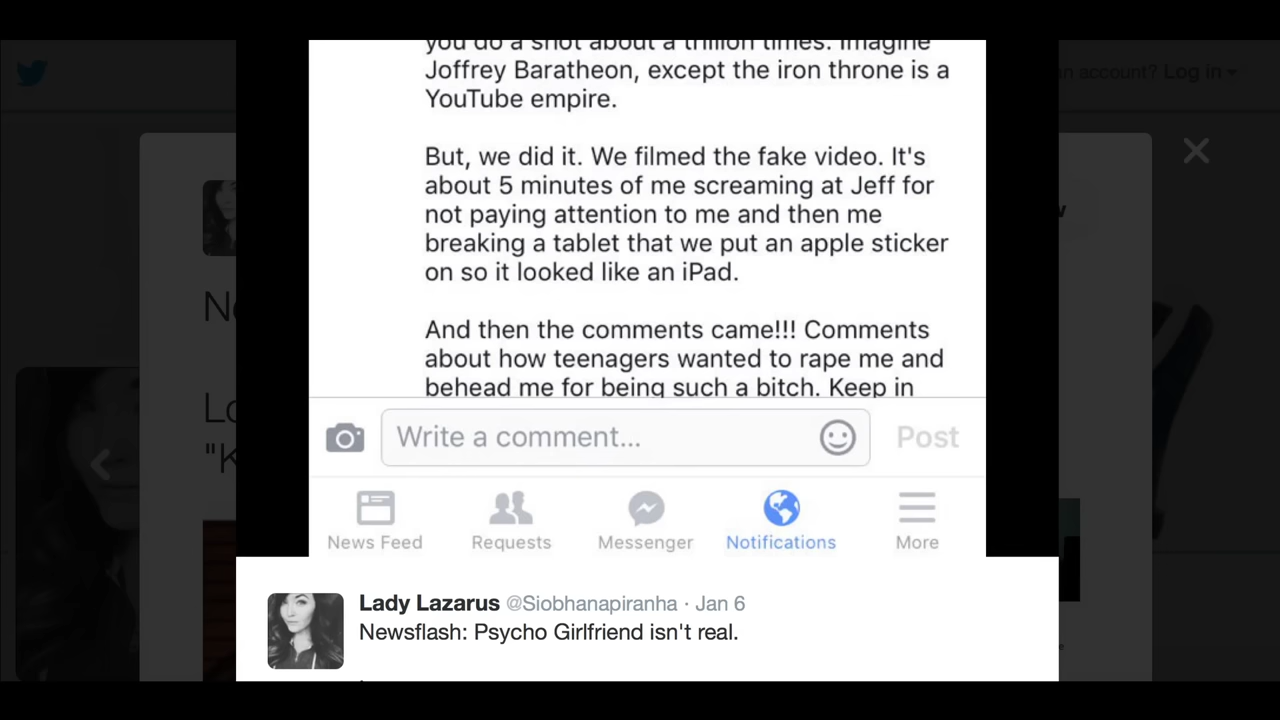 you do a shot about a trillion times. Imagine
Joffrey Baratheon, except the iron throne is a
YouTube empire.
But, we did it. We filmed the fake video. It's
about 5 minutes of me screaming at Jeff for
not paying attention to me and then me
breaking a tablet that we put an apple sticker
on so it looked like an iPad.
And then the comments came!!! Comments
about how teenagers wanted to rape me and
behead me for being such a bitch. Keep in
Write a comment...
Post
News Feed
Requests
Messenger
Notifications
More
account? Log in
Lady Lazarus @Siobhanapiranha · Jan 6
Newsflash: Psycho Girlfriend isn't real.